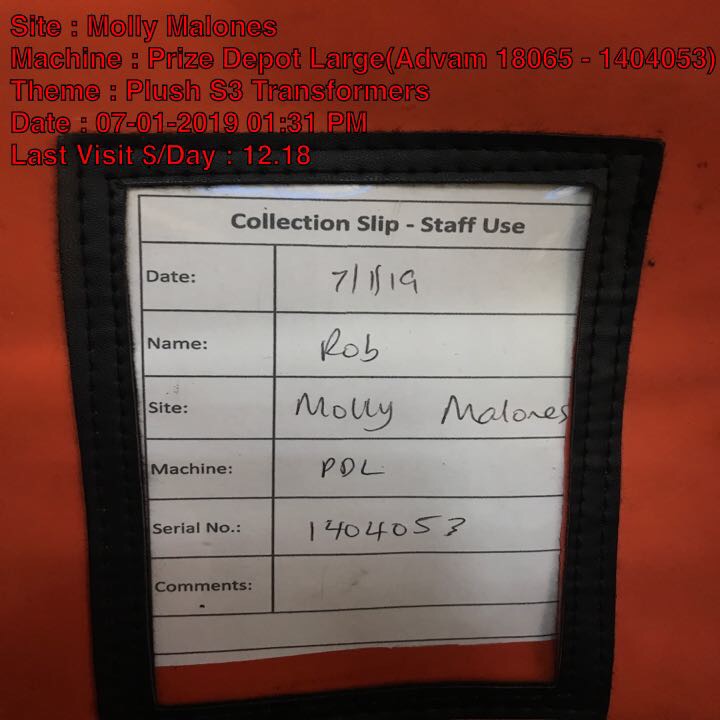 Site : Molly Malones
Machine : Prize Depot Large(Advam 18065 - 1404053)
Theme : Plush S3 Transformers
Date : 07-01-2019 01:31 PM
Last Visit $/Day : 12.18
Collection Slip - Staff Use
Date: 7/1/19
Name: Rob
Site: Molly Malones
Machine: PDL
Serial No.: 1404053
Comments: